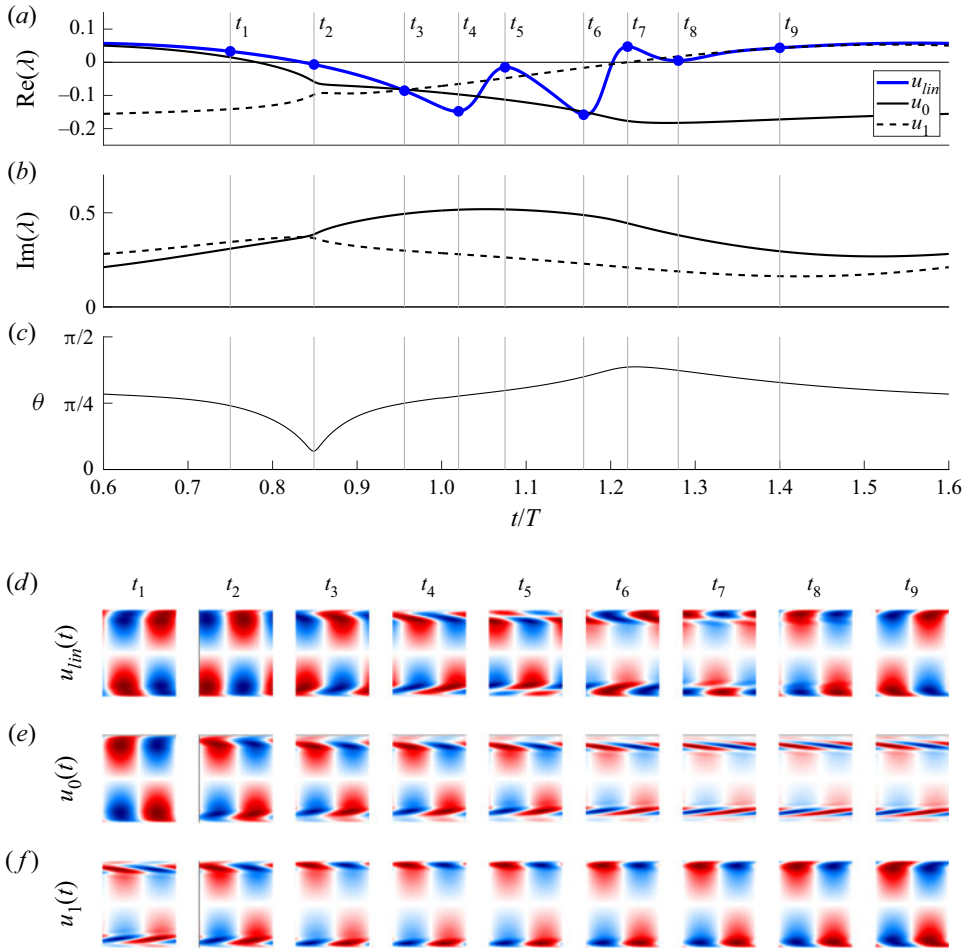 (a)
t1 t2 t3 t4 t5 t6 t7 t8 t9
Re(λ)
0.1
0
−0.1
−0.2
u_lin
u_0
u_1
(b)
Im(λ)
0.5
0
(c)
θ
π/2
π/4
0
0.6 0.7 0.8 0.9 1.0 1.1 1.2 1.3 1.4 1.5 1.6
t/T
(d)
t1 t2 t3 t4 t5 t6 t7 t8 t9
u_lin(t)
(e)
u_0(t)
(f)
u_1(t)